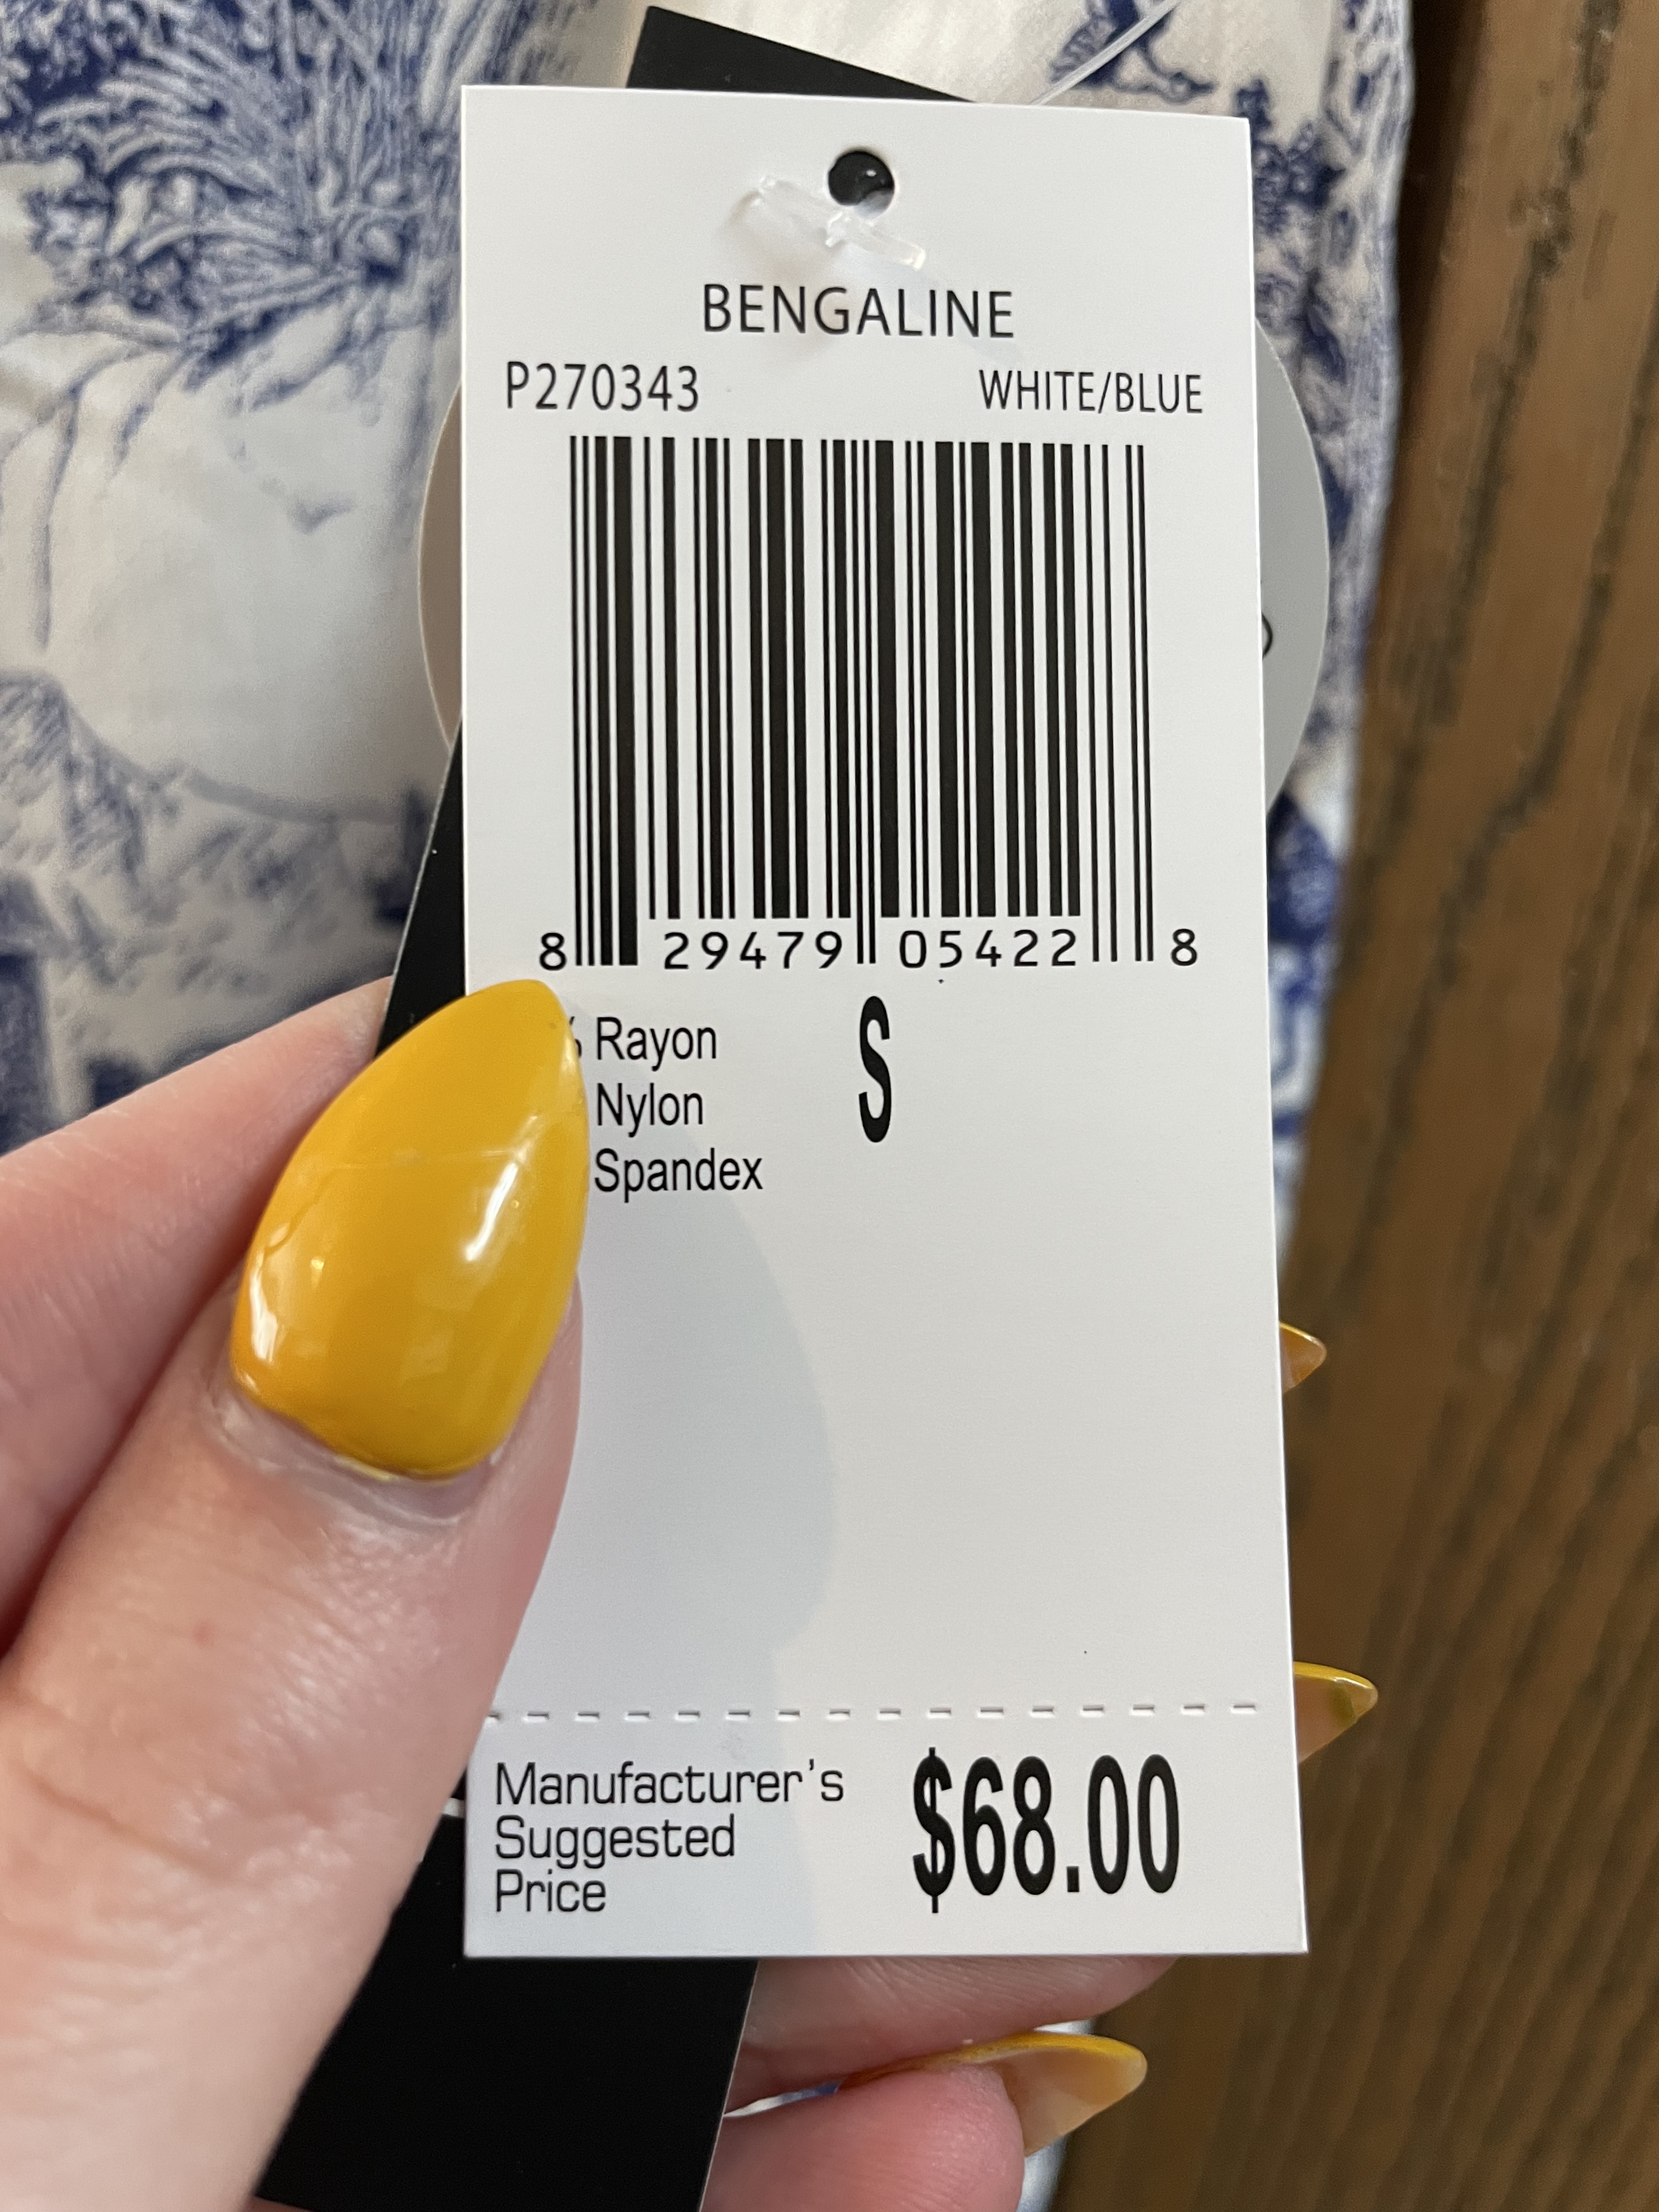 BENGALINE
P270343 WHITE/BLUE
8 29479 05422 8
% Rayon S
Nylon
Spandex
Manufacturer's
Suggested $68.00
Price